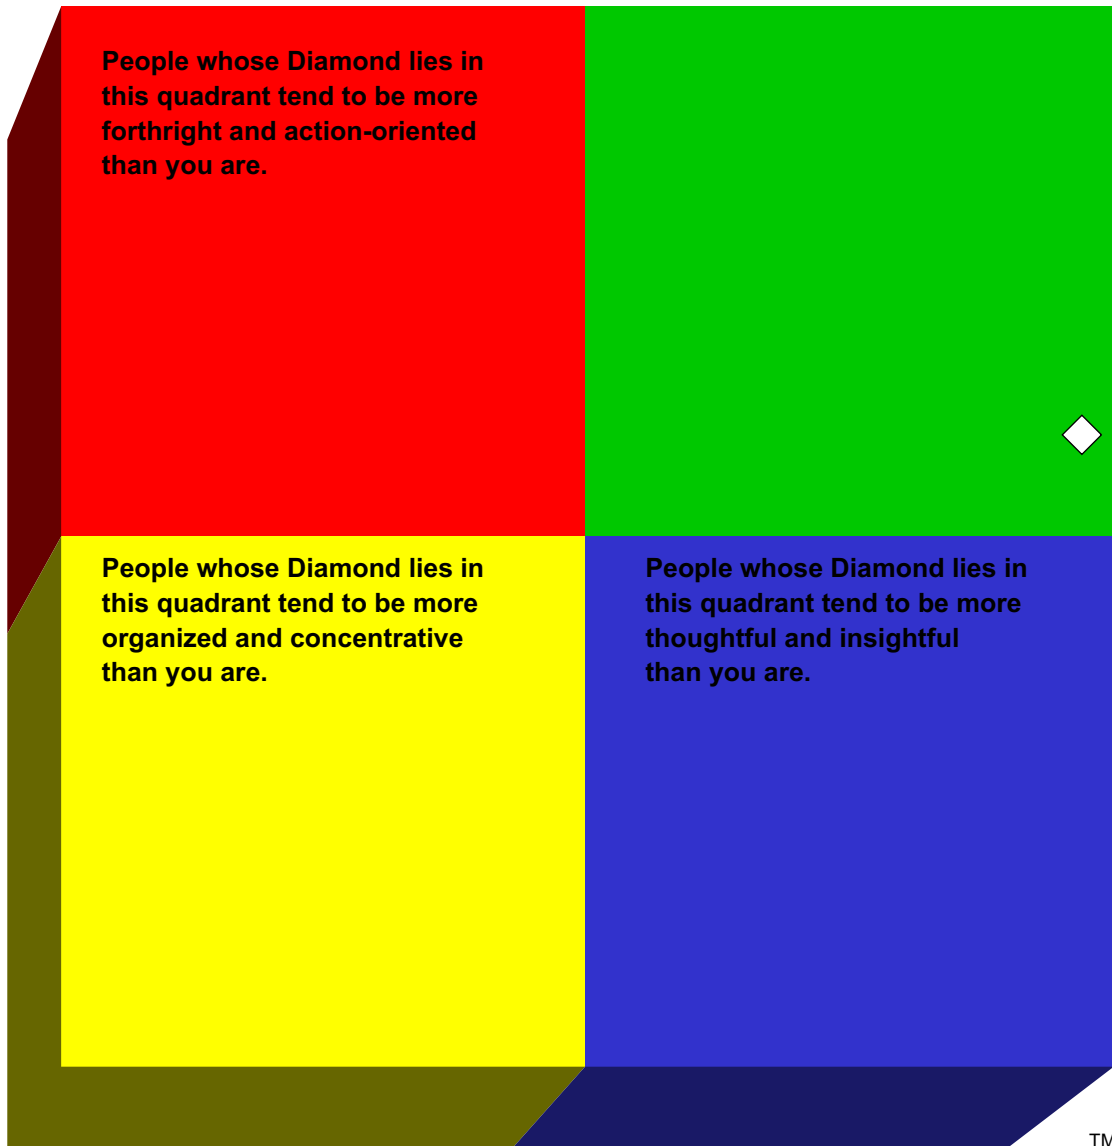 People whose Diamond lies in
this quadrant tend to be more
forthright and action-oriented
than you are.
People whose Diamond lies in
this quadrant tend to be more
organized and concentrative
than you are.
People whose Diamond lies in
this quadrant tend to be more
thoughtful and insightful
than you are.
TM